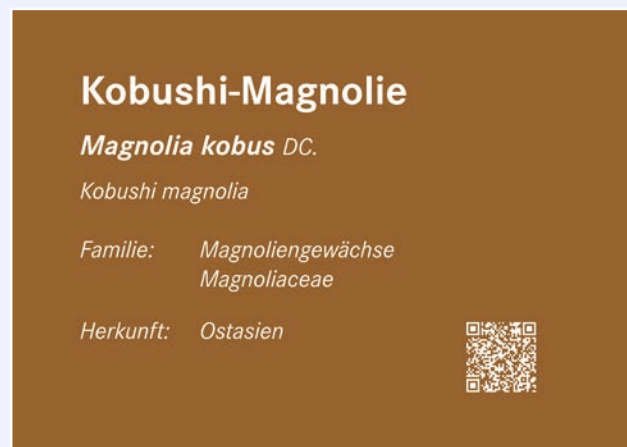 Kobushi-Magnolie
Magnolia kobus DC.
Kobushi magnolia
Familie: Magnoliengewächse
Magnoliaceae
Herkunft: Ostasien